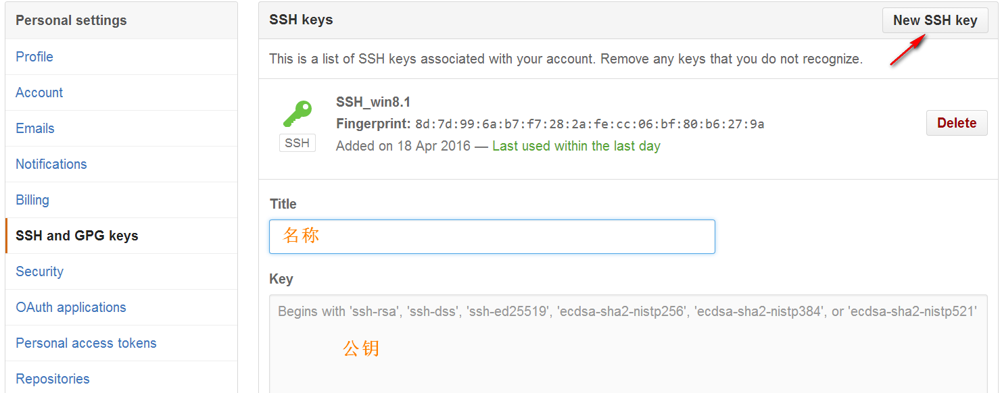 Personal settings
Profile
Account
Emails
Notifications
Billing
SSH and GPG keys
Security
OAuth applications
Personal access tokens
Repositories
SSH keys
New SSH key
This is a list of SSH keys associated with your account. Remove any keys that you do not recognize.
SSH
SSH_win8.1
Fingerprint: 8d:7d:99:6a:b7:f7:28:2a:fe:cc:06:bf:80:b6:27:9a
Added on 18 Apr 2016 — Last used within the last day
Delete
Title
名称
Key
Begins with 'ssh-rsa', 'ssh-dss', 'ssh-ed25519', 'ecdsa-sha2-nistp256', 'ecdsa-sha2-nistp384', or 'ecdsa-sha2-nistp521'
公钥